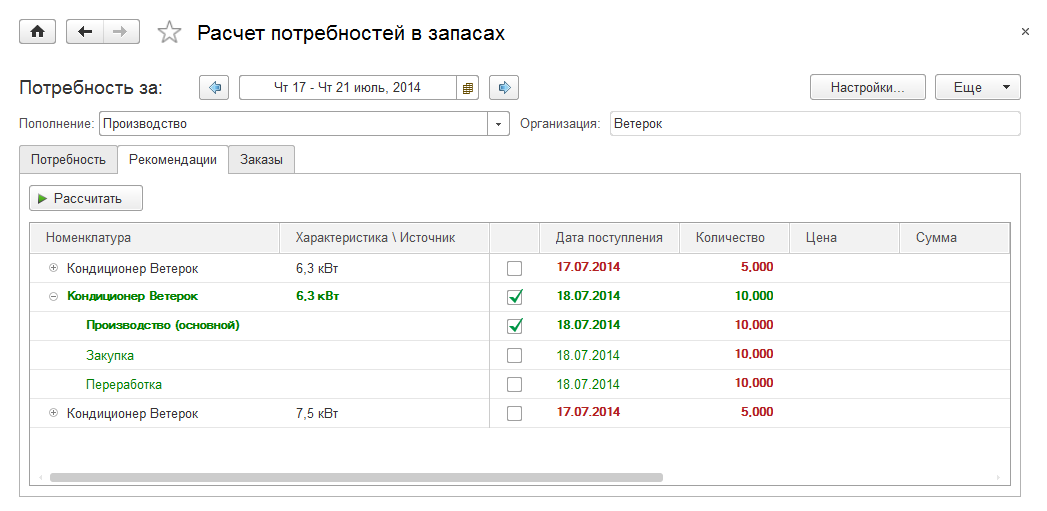 Расчет потребностей в запасах
Потребность за: Чт 17 - Чт 21 июль, 2014 Настройки... Еще
Пополнение: Производство Организация: Ветерок
Потребность Рекомендации Заказы
Рассчитать
Номенклатура Характеристика \ Источник Дата поступления Количество Цена Сумма
Кондиционер Ветерок 6,3 кВт 17.07.2014 5,000
Кондиционер Ветерок 6,3 кВт 18.07.2014 10,000
Производство (основной) 18.07.2014 10,000
Закупка 18.07.2014 10,000
Переработка 18.07.2014 10,000
Кондиционер Ветерок 7,5 кВт 17.07.2014 5,000